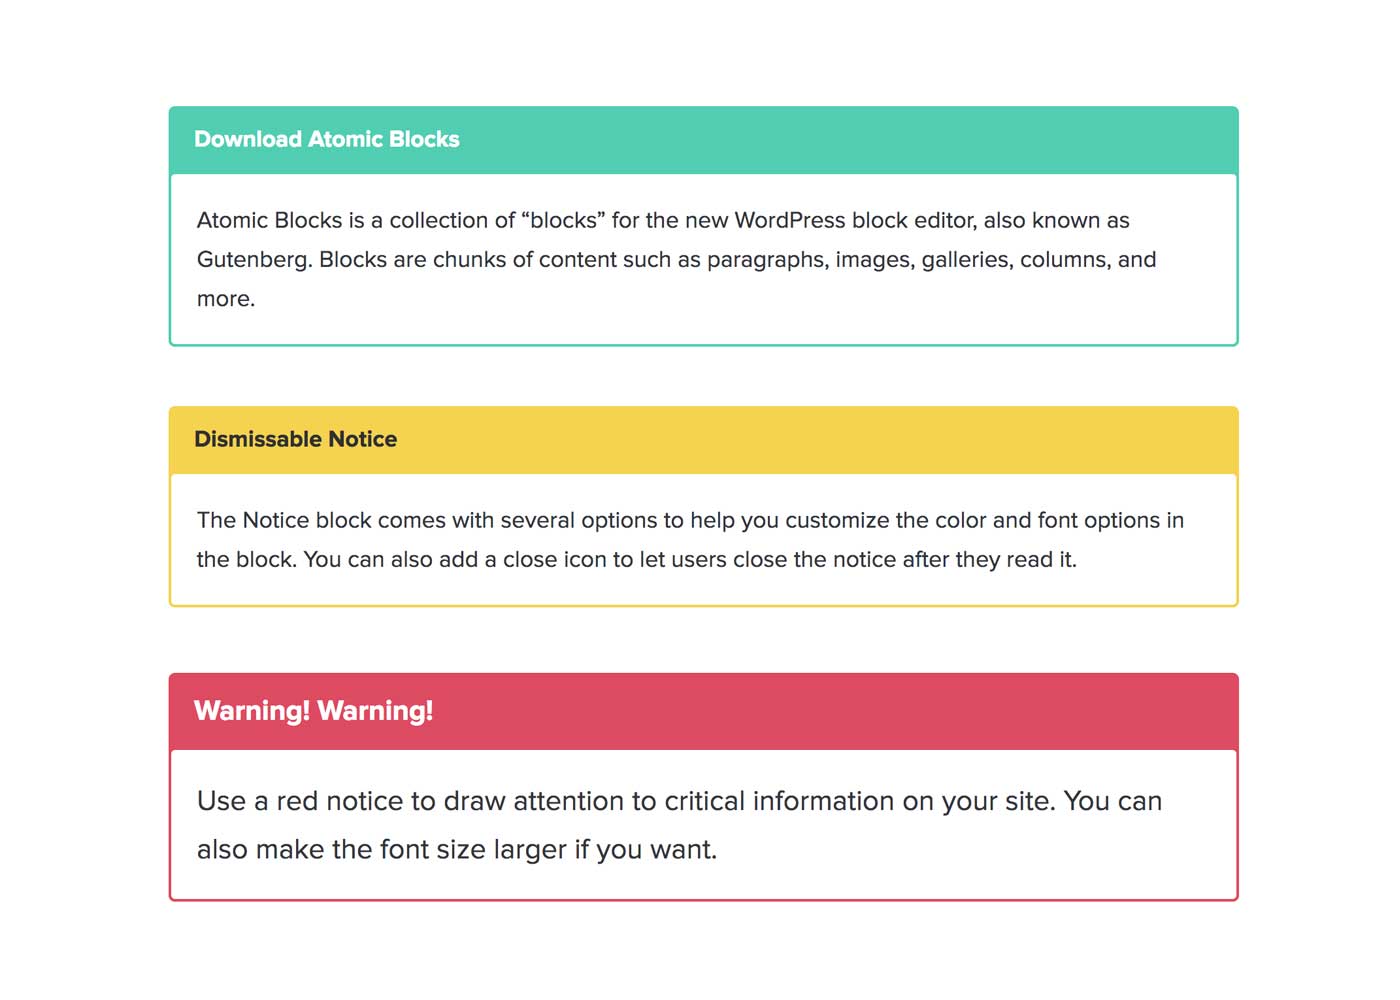 Download Atomic Blocks
Atomic Blocks is a collection of “blocks” for the new WordPress block editor, also known as
Gutenberg. Blocks are chunks of content such as paragraphs, images, galleries, columns, and
more.
Dismissable Notice
The Notice block comes with several options to help you customize the color and font options in
the block. You can also add a close icon to let users close the notice after they read it.
Warning! Warning!
Use a red notice to draw attention to critical information on your site. You can
also make the font size larger if you want.